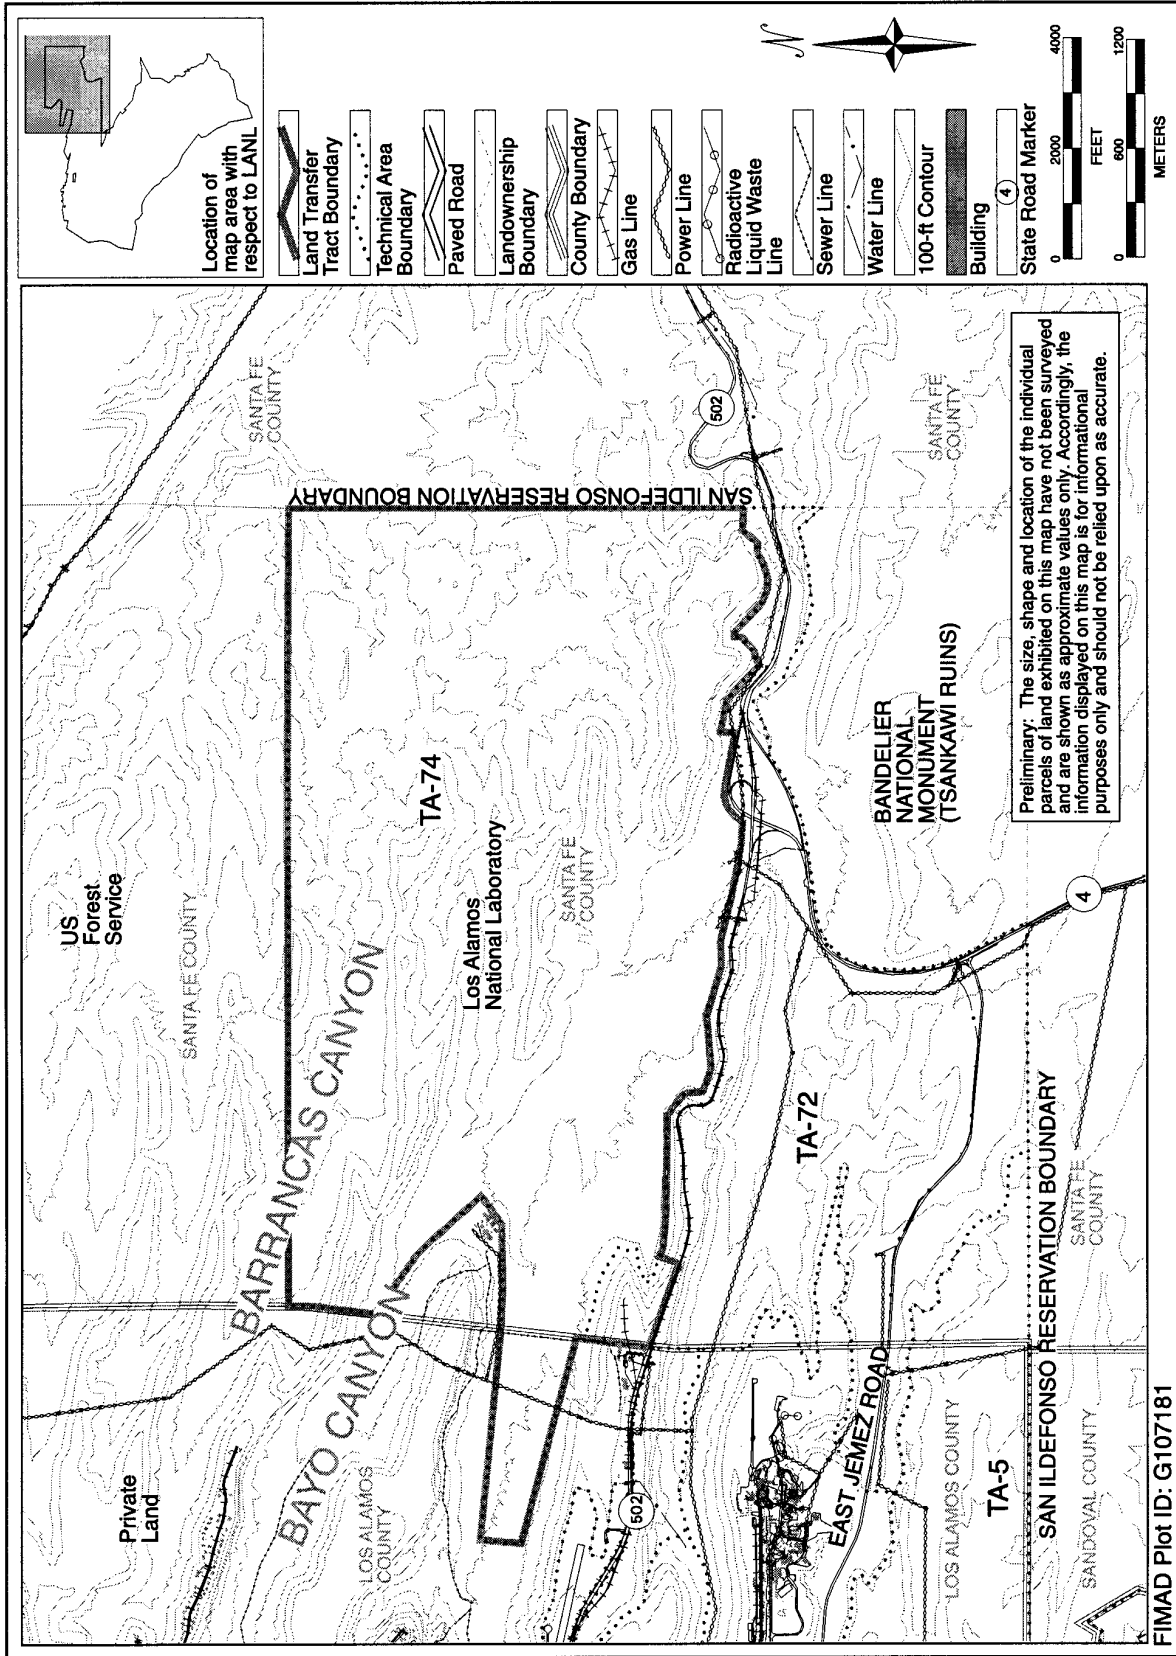 US
Forest
Service
Private
Land
SANTA FE COUNTY
SANTA FE
COUNTY
BARRANCAS CANYON
BAYO CANYON
LOS ALAMOS
COUNTY
TA-74
Los Alamos
National Laboratory
SANTA FE
COUNTY
SAN ILDEFONSO RESERVATION BOUNDARY
502
502
TA-72
EAST JEMEZ ROAD
BANDELIER
NATIONAL
MONUMENT
(TSANKAWI RUINS)
SANTA FE
COUNTY
4
LOS ALAMOS COUNTY
TA-5
SAN ILDEFONSO RESERVATION BOUNDARY
SANDOVAL COUNTY
SANTA FE
COUNTY
Preliminary: The size, shape and location of the individual
parcels of land exhibited on this map have not been surveyed
and are shown as approximate values only. Accordingly, the
information displayed on this map is for informational
purposes only and should not be relied upon as accurate.
Location of
map area with
respect to LANL
Land Transfer
Tract Boundary
Technical Area
Boundary
Paved Road
Landownership
Boundary
County Boundary
Gas Line
Power Line
Radioactive
Liquid Waste
Line
Sewer Line
Water Line
100-ft Contour
Building
4
State Road Marker
N
0 2000 4000
FEET
0 600 1200
METERS
FIMAD Plot ID: G107181